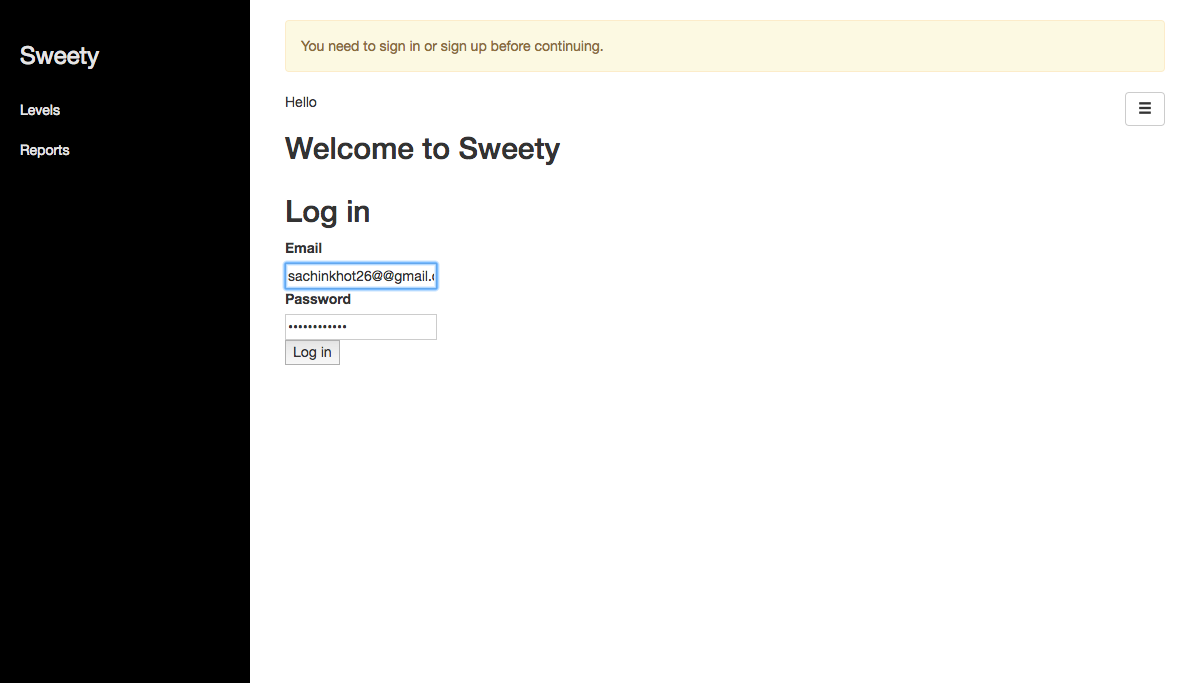 Sweety
Levels
Reports
You need to sign in or sign up before continuing.
Hello
Welcome to Sweety
Log in
Email
sachinkhot26@@gmail.
Password
••••••••••••
Log in